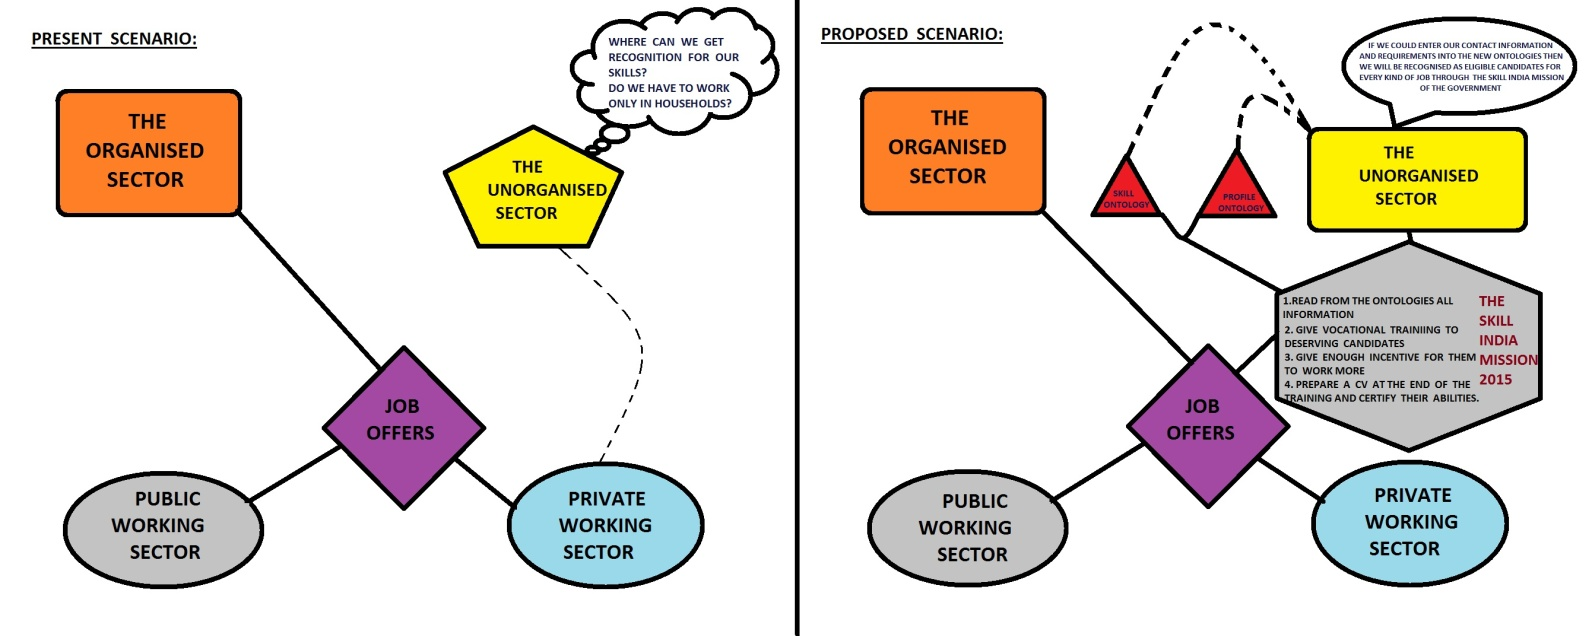 PRESENT SCENARIO:
WHERE CAN WE GET
RECOGNITION FOR OUR
SKILLS?
DO WE HAVE TO WORK
ONLY IN HOUSEHOLDS?
THE
ORGANISED
SECTOR
THE
UNORGANISED
SECTOR
JOB
OFFERS
PUBLIC
WORKING
SECTOR
PRIVATE
WORKING
SECTOR
PROPOSED SCENARIO:
IF WE COULD ENTER OUR CONTACT INFORMATION
AND REQUIREMENTS INTO THE NEW ONTOLOGIES THEN
WE WILL BE RECOGNISED AS ELIGIBLE CANDIDATES FOR
EVERY KIND OF JOB THROUGH THE SKILL INDIA MISSION
OF THE GOVERNMENT
THE
ORGANISED
SECTOR
SKILL
ONTOLOGY
PROFILE
ONTOLOGY
THE
UNORGANISED
SECTOR
1.READ FROM THE ONTOLOGIES ALL
INFORMATION
2. GIVE VOCATIONAL TRAINIING TO
DESERVING CANDIDATES
3. GIVE ENOUGH INCENTIVE FOR THEM
TO WORK MORE
4. PREPARE A CV AT THE END OF THE
TRAINING AND CERTIFY THEIR ABILITIES.
THE
SKILL
INDIA
MISSION
2015
JOB
OFFERS
PUBLIC
WORKING
SECTOR
PRIVATE
WORKING
SECTOR